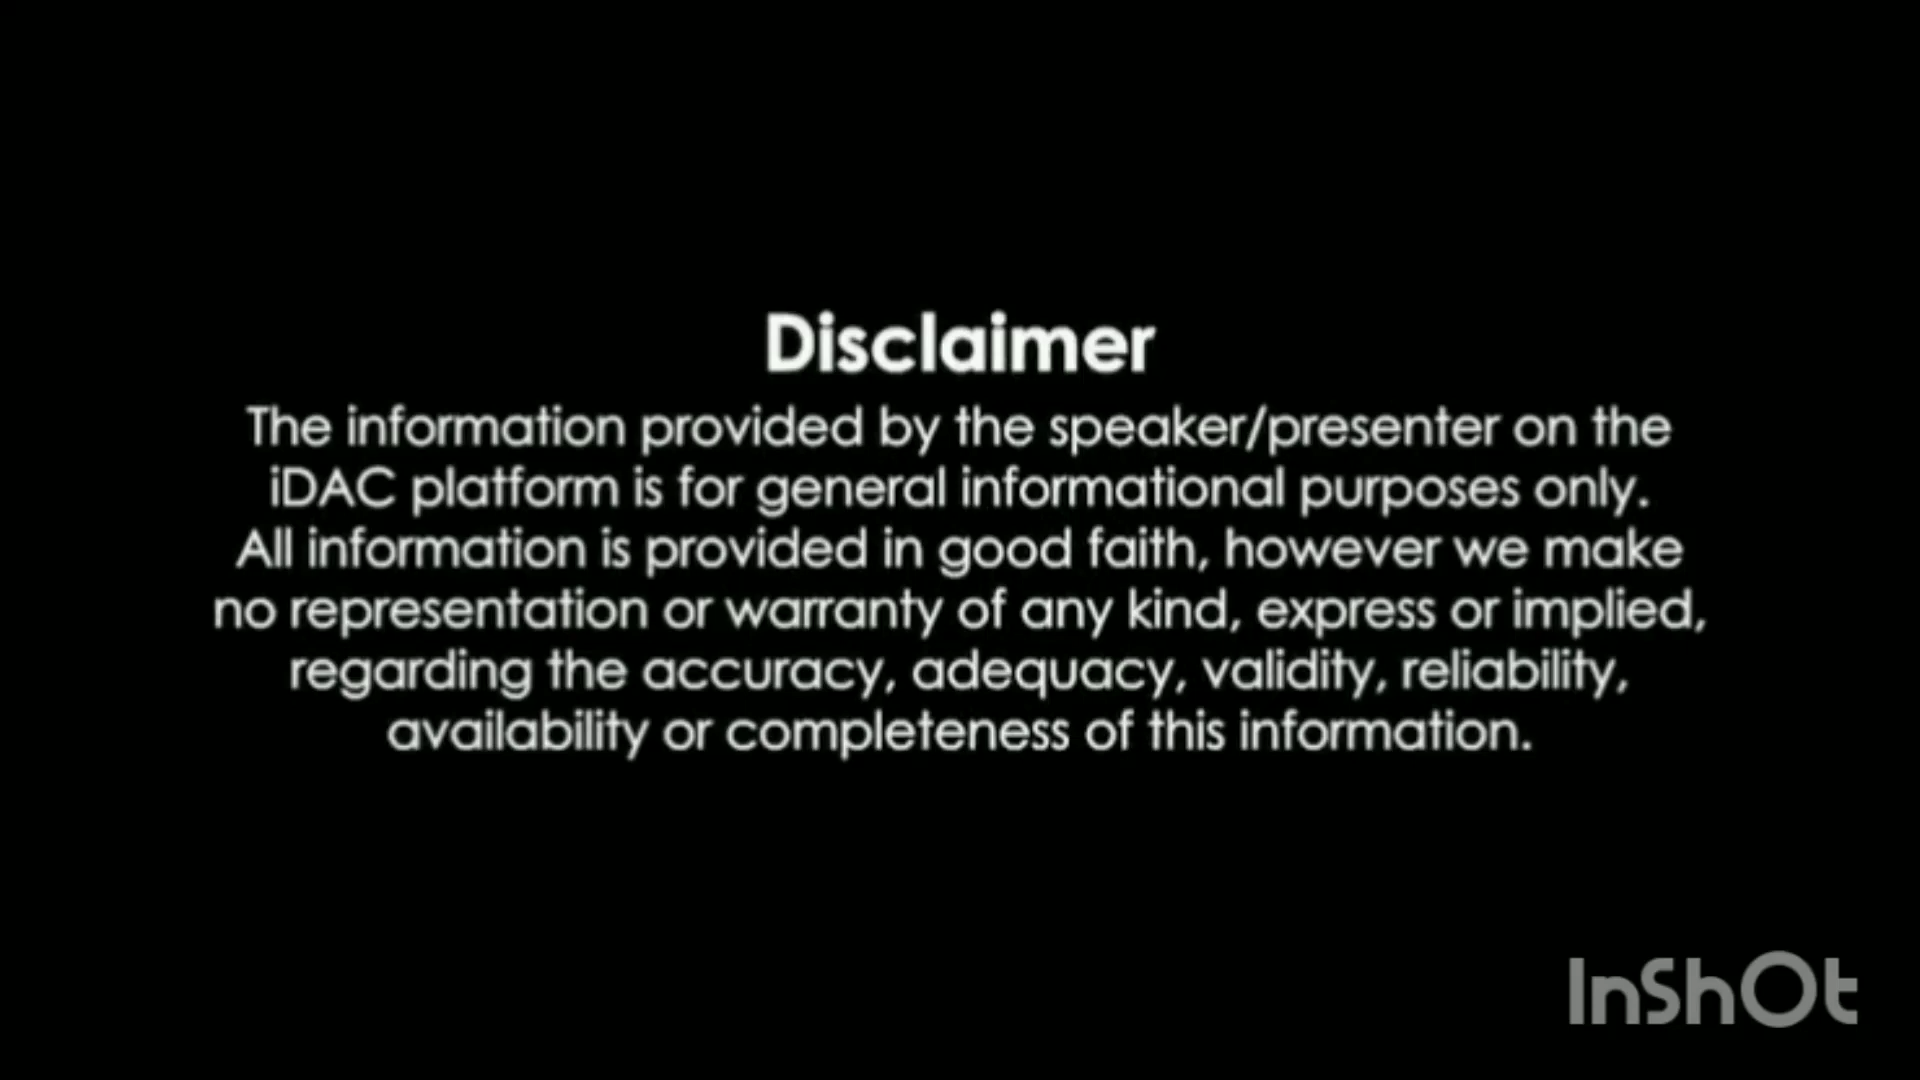 Disclaimer
The information provided by the speaker/presenter on the
iDAC platform is for general informational purposes only.
All information is provided in good faith, however we make
no representation or warranty of any kind, express or implied,
regarding the accuracy, adequacy, validity, reliability,
availability or completeness of this information.
InShOt